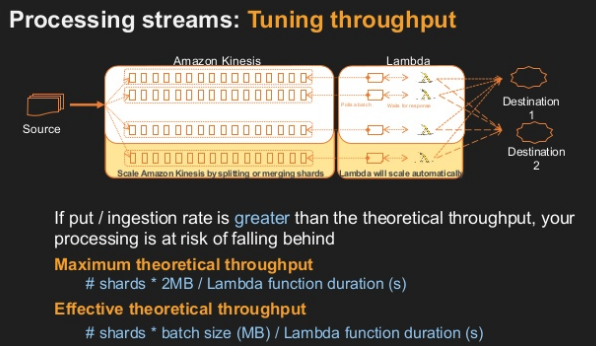 Processing streams: Tuning throughput
Amazon Kinesis
Lambda
Source
Polls a batch
Waits for response
Destination
1
Destination
2
Scale Amazon Kinesis by splitting or merging shards
Lambda will scale automatically
If put / ingestion rate is greater than the theoretical throughput, your
processing is at risk of falling behind
Maximum theoretical throughput
# shards * 2MB / Lambda function duration (s)
Effective theoretical throughput
# shards * batch size (MB) / Lambda function duration (s)